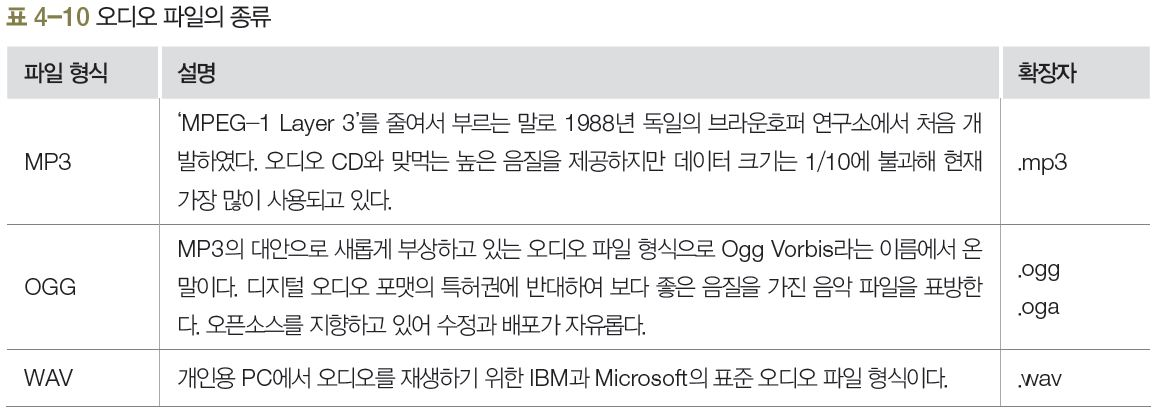 표 4-10 오디오 파일의 종류
파일 형식 설명 확장자
'MPEG-1 Layer 3'를 줄여서 부르는 말로 1988년 독일의 브라운호퍼 연구소에서 처음 개
MP3 발하였다. 오디오 CD와 맞먹는 높은 음질을 제공하지만 데이터 크기는 1/10에 불과해 현재 .mp3
가장 많이 사용되고 있다.
MP3의 대안으로 새롭게 부상하고 있는 오디오 파일 형식으로 Ogg Vorbis라는 이름에서 온
OGG 말이다. 디지털 오디오 포맷의 특허권에 반대하여 보다 좋은 음질을 가진 음악 파일을 표방한 .ogg
다. 오픈소스를 지향하고 있어 수정과 배포가 자유롭다. .oga
WAV 개인용 PC에서 오디오를 재생하기 위한 IBM과 Microsoft의 표준 오디오 파일 형식이다. .wav